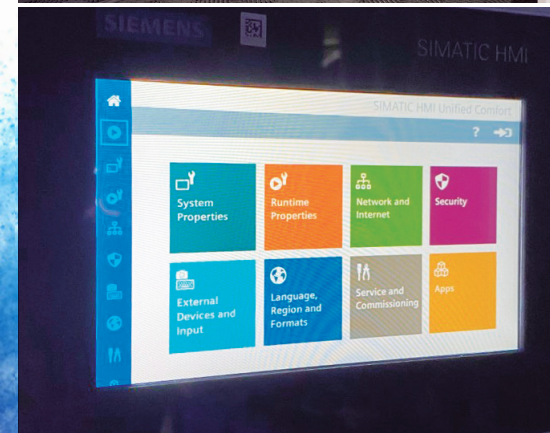 SIEMENS
SIMATIC HMI
SIMATIC HMI Unified Comfort
?
System
Properties
Runtime
Properties
Network and
Internet
Security
External
Devices and
Input
Language,
Region and
Formats
Service and
Commissioning
Apps